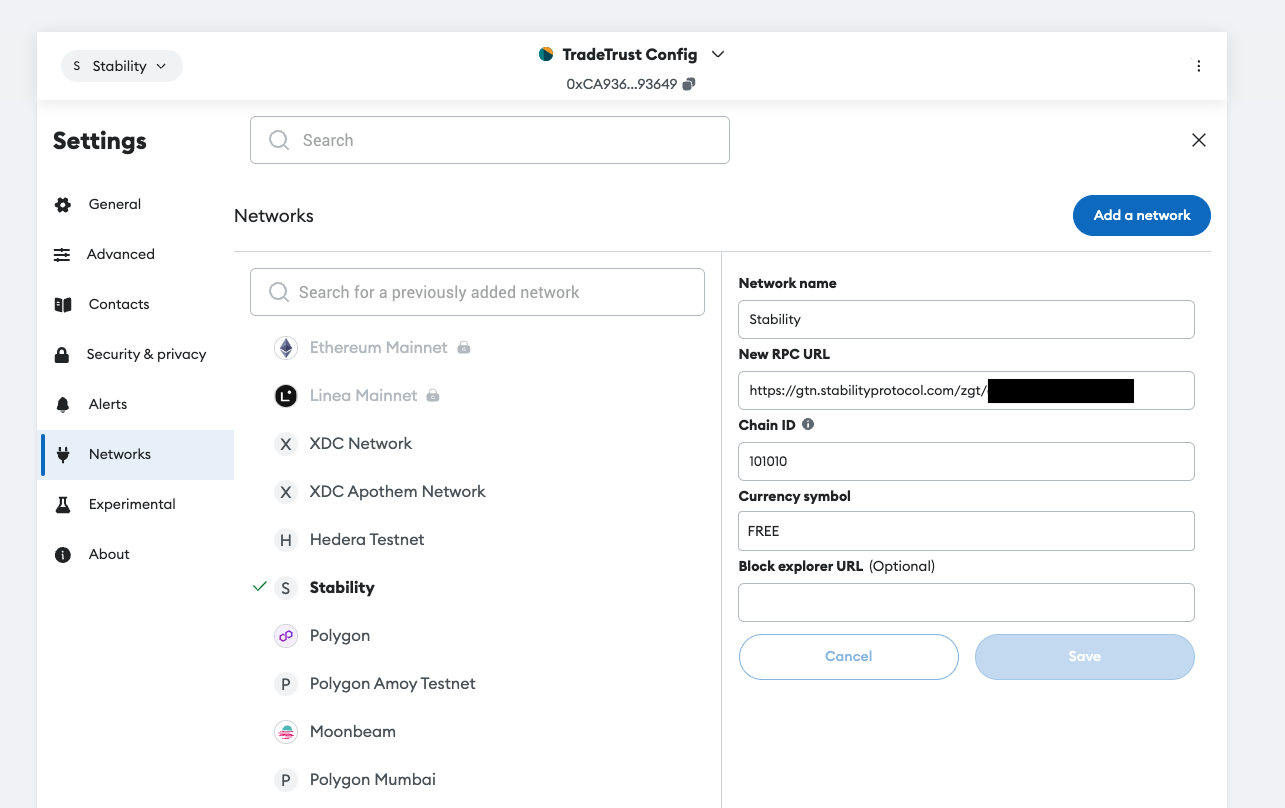 S Stability
TradeTrust Config
0xCA936...93649
Settings
Search
General
Advanced
Contacts
Security & privacy
Alerts
Networks
Experimental
About
Networks
Add a network
Search for a previously added network
Ethereum Mainnet
L Linea Mainnet
X XDC Network
X XDC Apothem Network
H Hedera Testnet
S Stability
Polygon
P Polygon Amoy Testnet
Moonbeam
P Polygon Mumbai
Network name
Stability
New RPC URL
https://gtn.stabilityprotocol.com/zgt/
Chain ID
101010
Currency symbol
FREE
Block explorer URL (Optional)
Cancel
Save